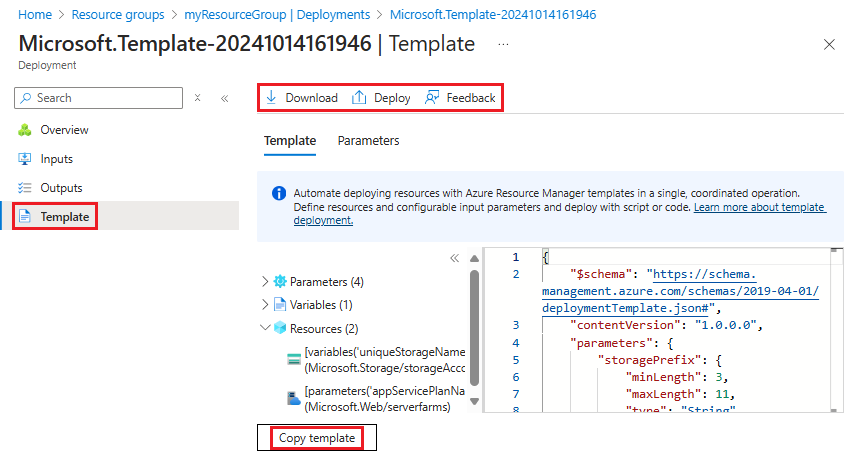 Home > Resource groups > myResourceGroup | Deployments > Microsoft.Template-20241014161946
Microsoft.Template-20241014161946 | Template ...
Deployment
Search
Overview
Inputs
Outputs
Template
Download Deploy Feedback
Template Parameters
Automate deploying resources with Azure Resource Manager templates in a single, coordinated operation.
Define resources and configurable input parameters and deploy with script or code. Learn more about template
deployment.
Parameters (4)
Variables (1)
Resources (2)
[variables('uniqueStorageName
(Microsoft.Storage/storageAcco
[parameters('appServicePlanNa
(Microsoft.Web/serverfarms)
1 {
2 "$schema": "https://schema.
management.azure.com/schemas/2019-04-01/
deploymentTemplate.json#",
3 "contentVersion": "1.0.0.0",
4 "parameters": {
5 "storagePrefix": {
6 "minLength": 3,
7 "maxLength": 11,
8 "type": "String"
Copy template